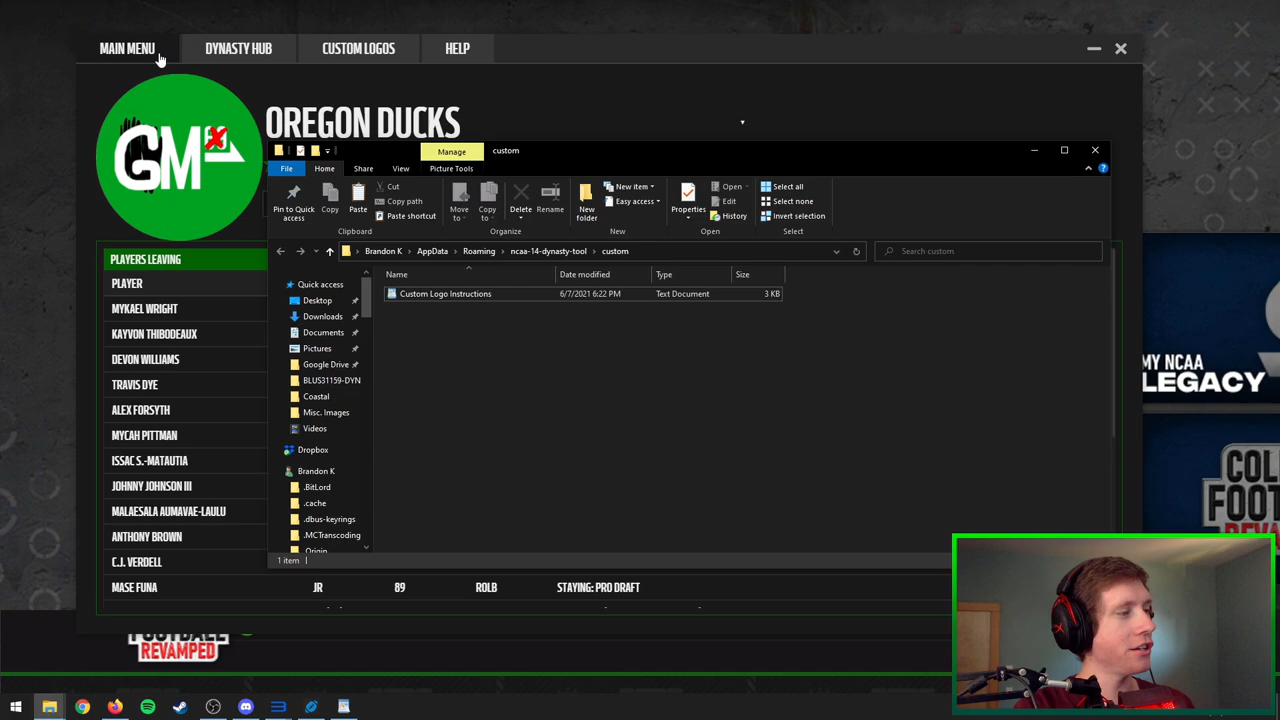 MAIN MENU
DYNASTY HUB
CUSTOM LOGOS
HELP
GM
OREGON DUCKS
Manage
custom
File
Home
Share
View
Picture Tools
Pin to Quick access
Copy
Paste
Cut
Copy path
Paste shortcut
Clipboard
Move to
Copy to
Delete
Rename
Organize
New folder
New item
Easy access
New
Properties
Open
Edit
History
Open
Select all
Select none
Invert selection
Select
Brandon K
AppData
Roaming
ncaa-14-dynasty-tool
custom
Search custom
Name
Date modified
Type
Size
Custom Logo Instructions
6/7/2021 6:22 PM
Text Document
3 KB
Quick access
Desktop
Downloads
Documents
Pictures
Google Drive
BLUS31159-DYN
Coastal
Misc. Images
Videos
Dropbox
Brandon K
.BitLord
.cache
.dbus-keyrings
.MCTranscoding
.Origin
1 item
PLAYERS LEAVING
PLAYER
MYKAEL WRIGHT
KAYVON THIBODEAUX
DEVON WILLIAMS
TRAVIS DYE
ALEX FORSYTH
MYCAH PITTMAN
ISSAC S.-MATAUTIA
JOHNNY JOHNSON III
MALAESALA AUMAVAE-LAULU
ANTHONY BROWN
C.J. VERDELL
MASE FUNA
JR
89
ROLB
STAYING: PRO DRAFT
MY NCAA
LEGACY
COL
FOOT
REVAMPED
REVAMPED